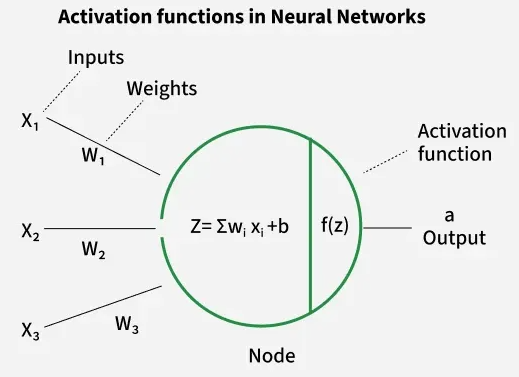 Activation functions in Neural Networks
Inputs
Weights
X₁
W₁
Activation
function
X₂
W₂
Z= Σwᵢ xᵢ +b
f(z)
a
Output
X₃
W₃
Node